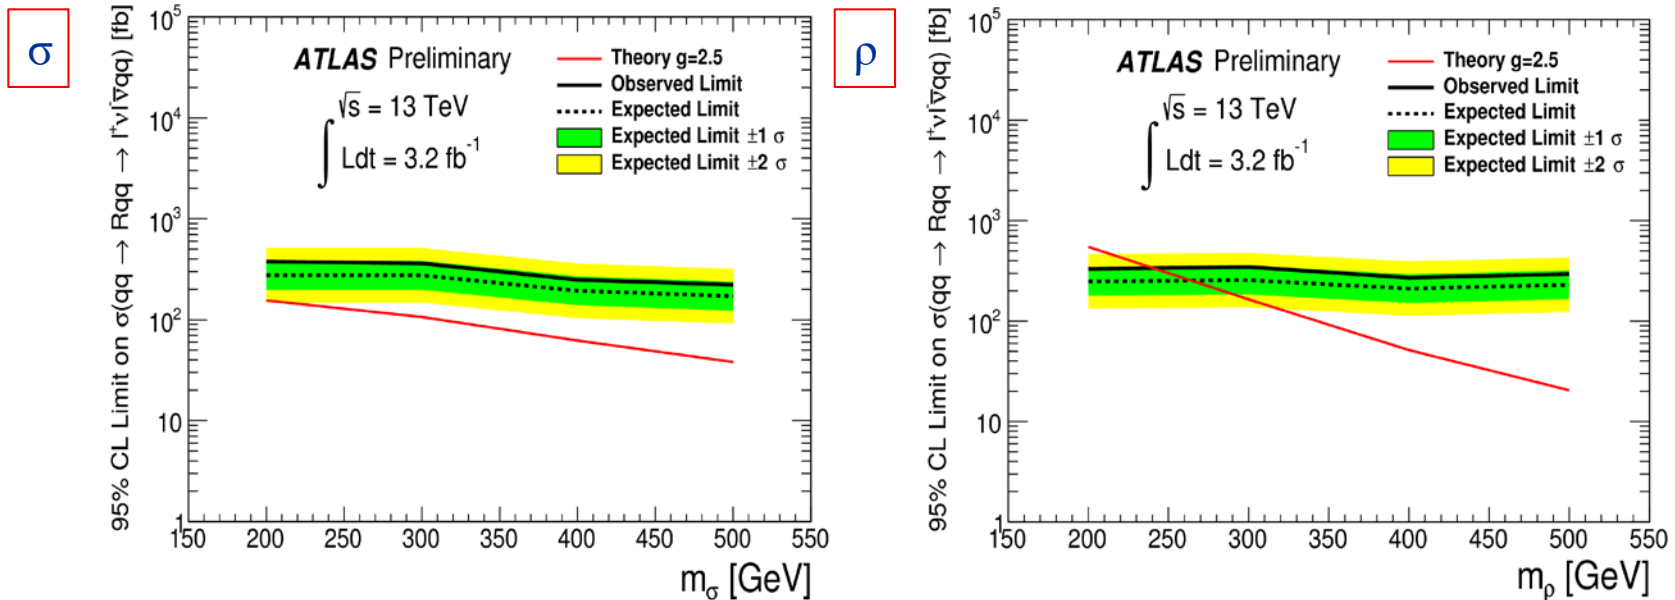 σ
95% CL Limit on σ(qq → Rqq → l⁺νl⁻ν̅qq) [fb]
10⁵
10⁴
10³
10²
10
1
ATLAS Preliminary
√s = 13 TeV
∫ Ldt = 3.2 fb⁻¹
Theory g=2.5
Observed Limit
Expected Limit
Expected Limit ±1 σ
Expected Limit ±2 σ
150 200 250 300 350 400 450 500 550
m_σ [GeV]
ρ
95% CL Limit on σ(qq → Rqq → l⁺νl⁻ν̅qq) [fb]
10⁵
10⁴
10³
10²
10
1
ATLAS Preliminary
√s = 13 TeV
∫ Ldt = 3.2 fb⁻¹
Theory g=2.5
Observed Limit
Expected Limit
Expected Limit ±1 σ
Expected Limit ±2 σ
150 200 250 300 350 400 450 500 550
m_ρ [GeV]